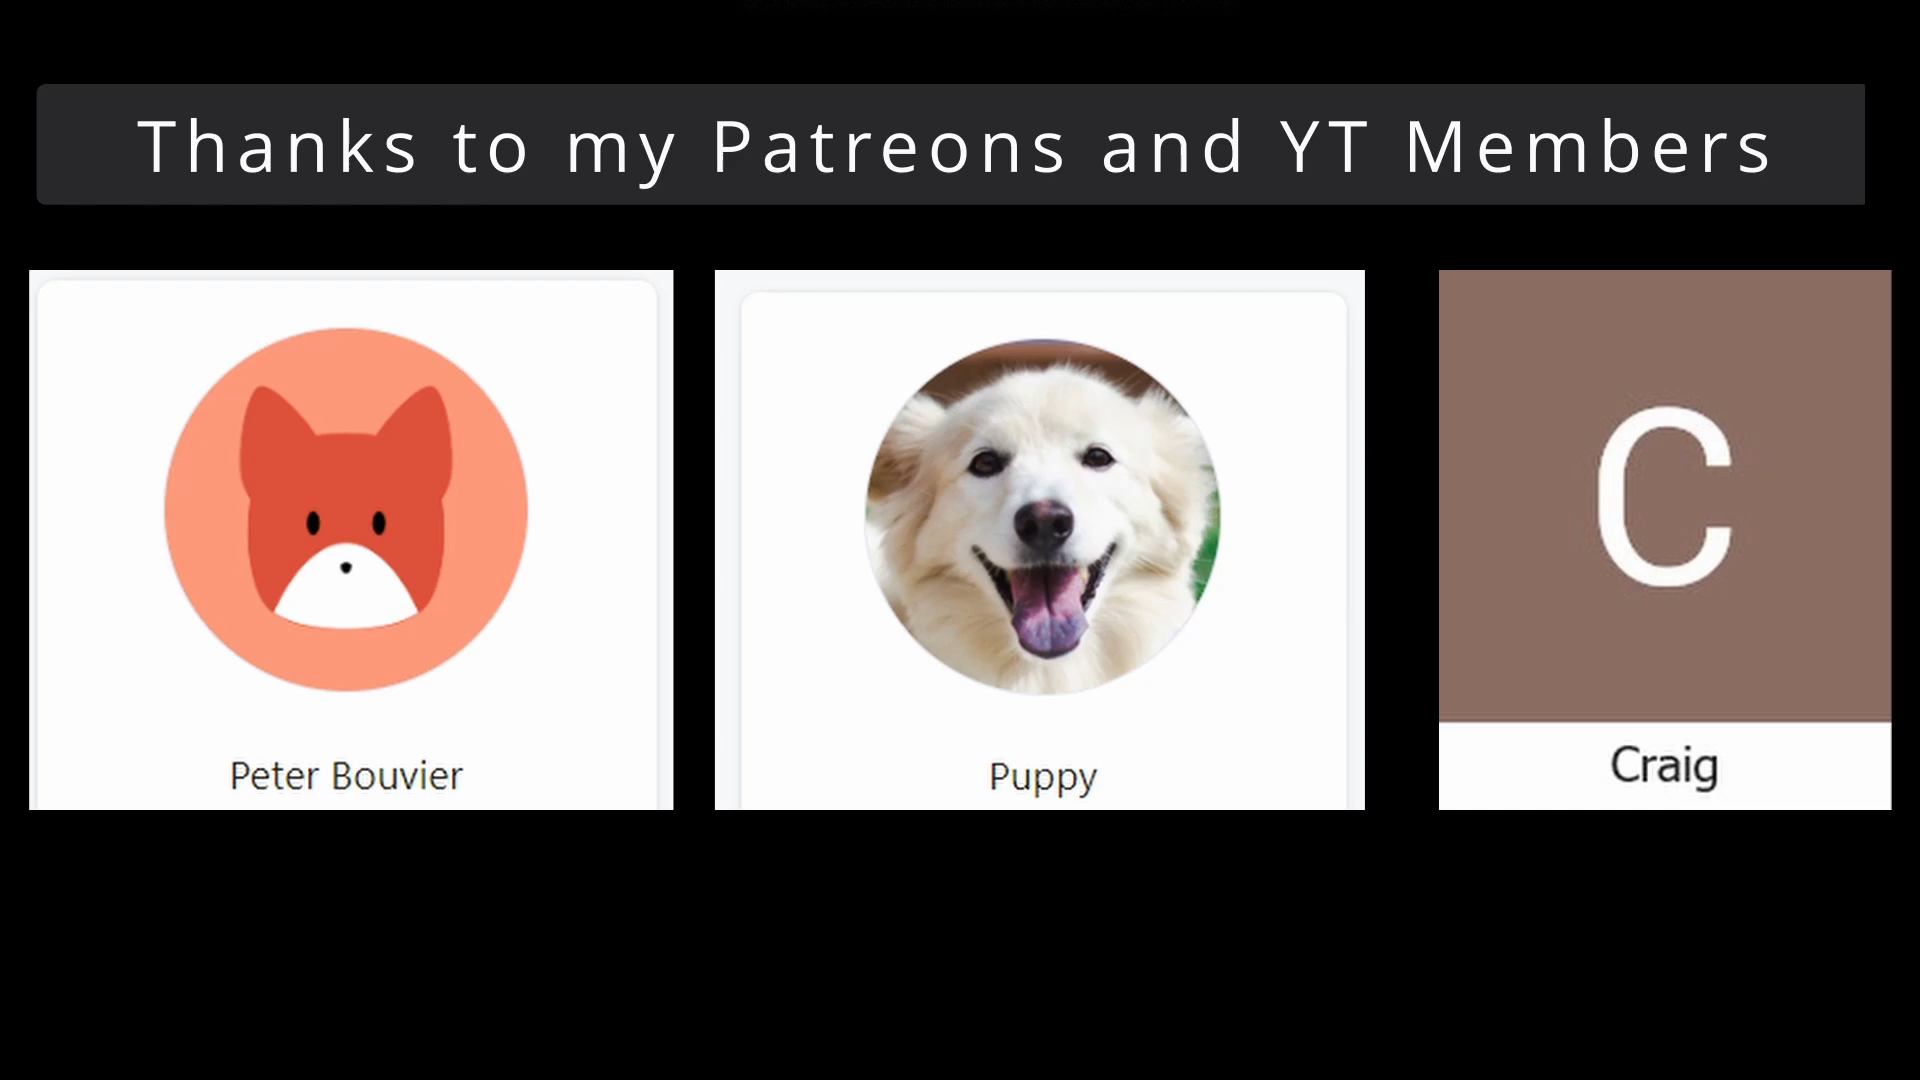 Thanks to my Patreons and YT Members
Peter Bouvier
Puppy
C
Craig